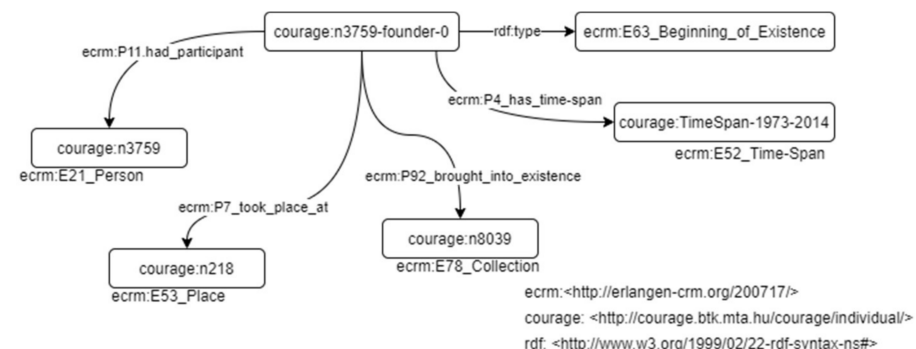 courage:n3759-founder-0
rdf:type
ecrm:E63_Beginning_of_Existence
ecrm:P11.had_participant
ecrm:P4_has_time-span
courage:TimeSpan-1973-2014
ecrm:E52_Time-Span
courage:n3759
ecrm:E21_Person
ecrm:P92_brought_into_existence
ecrm:P7_took_place_at
courage:n8039
ecrm:E78_Collection
courage:n218
ecrm:E53_Place
ecrm:<http://erlangen-crm.org/200717/>
courage: <http://courage.btk.mta.hu/courage/individual/>
rdf: <http://www.w3.org/1999/02/22-rdf-syntax-ns#>